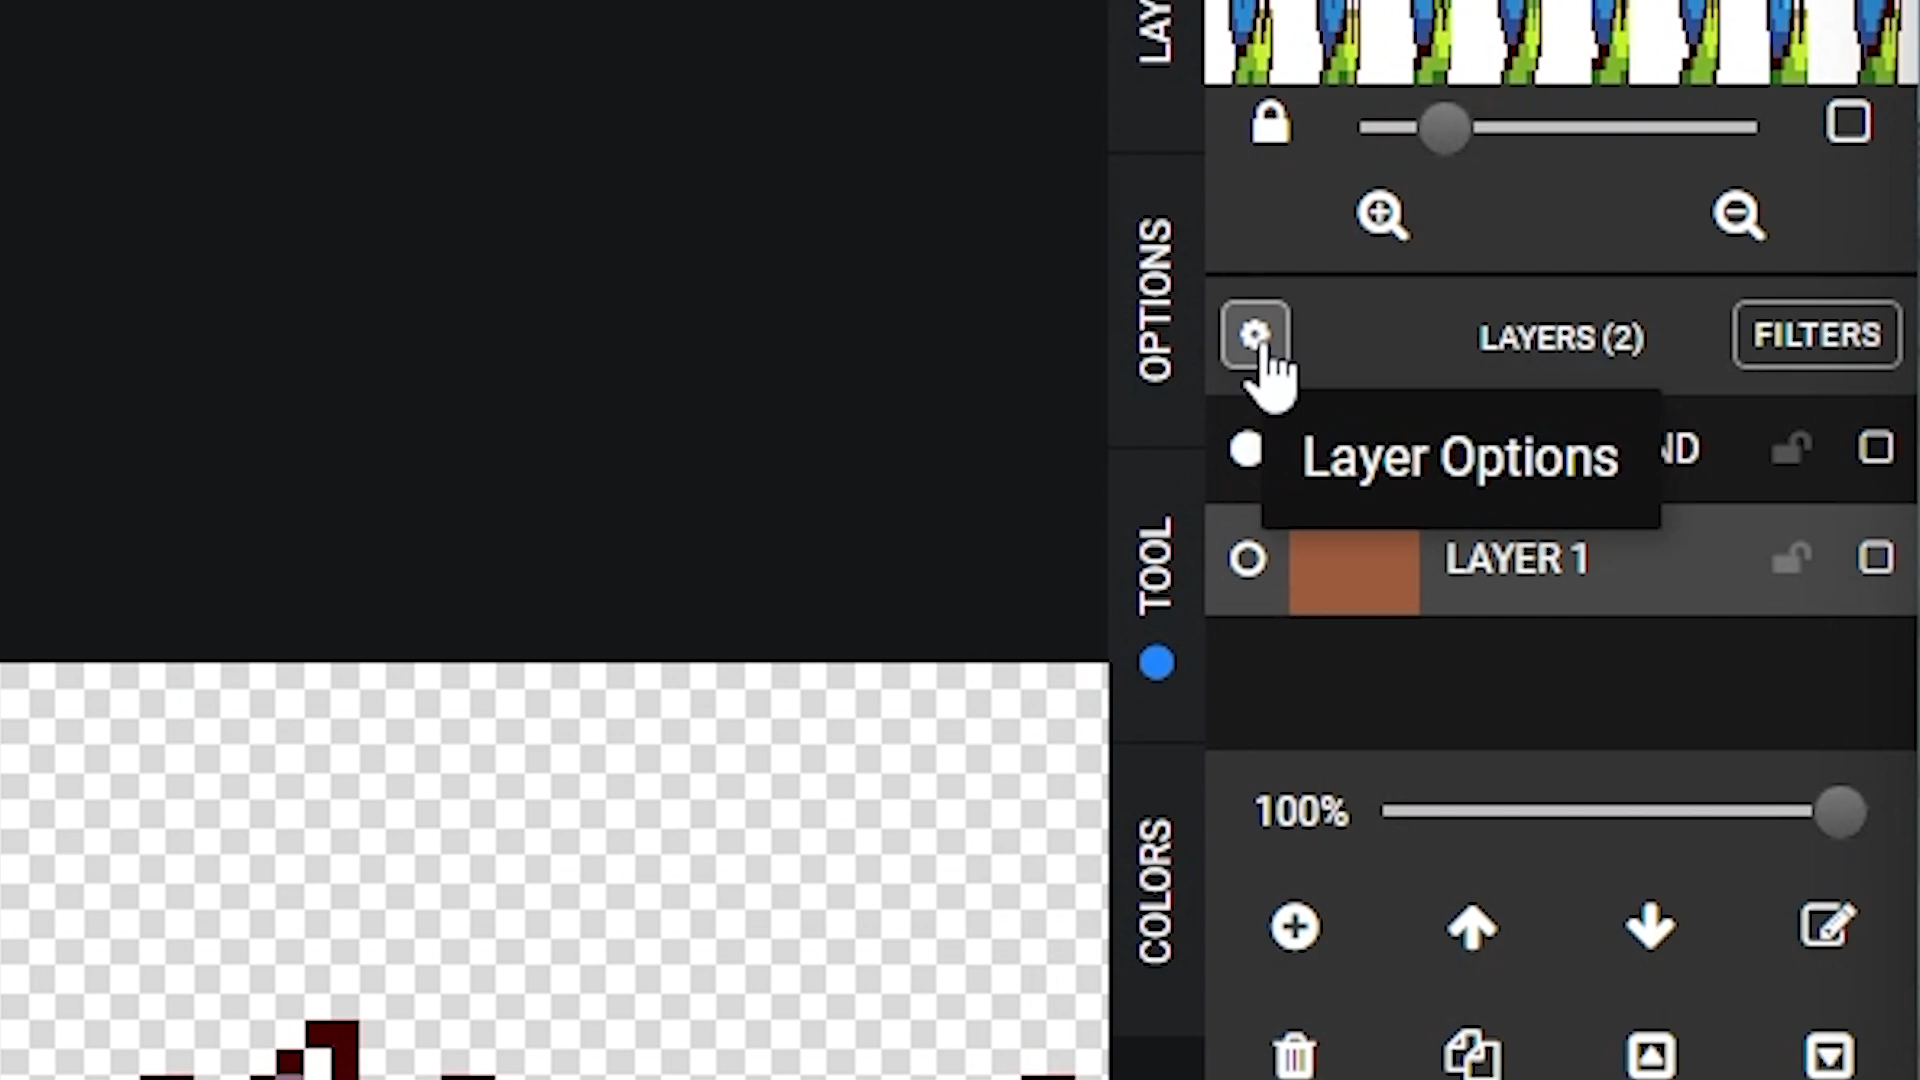 LAY
OPTIONS
TOOL
COLORS
LAYERS (2)
FILTERS
Layer Options
ND
LAYER 1
100%